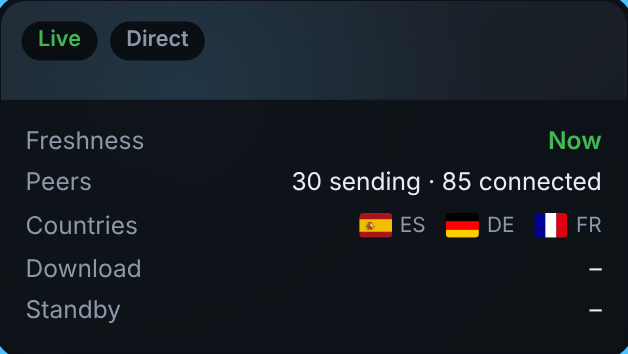 Live Direct
Freshness Now
Peers 30 sending · 85 connected
Countries ES DE FR
Download –
Standby –